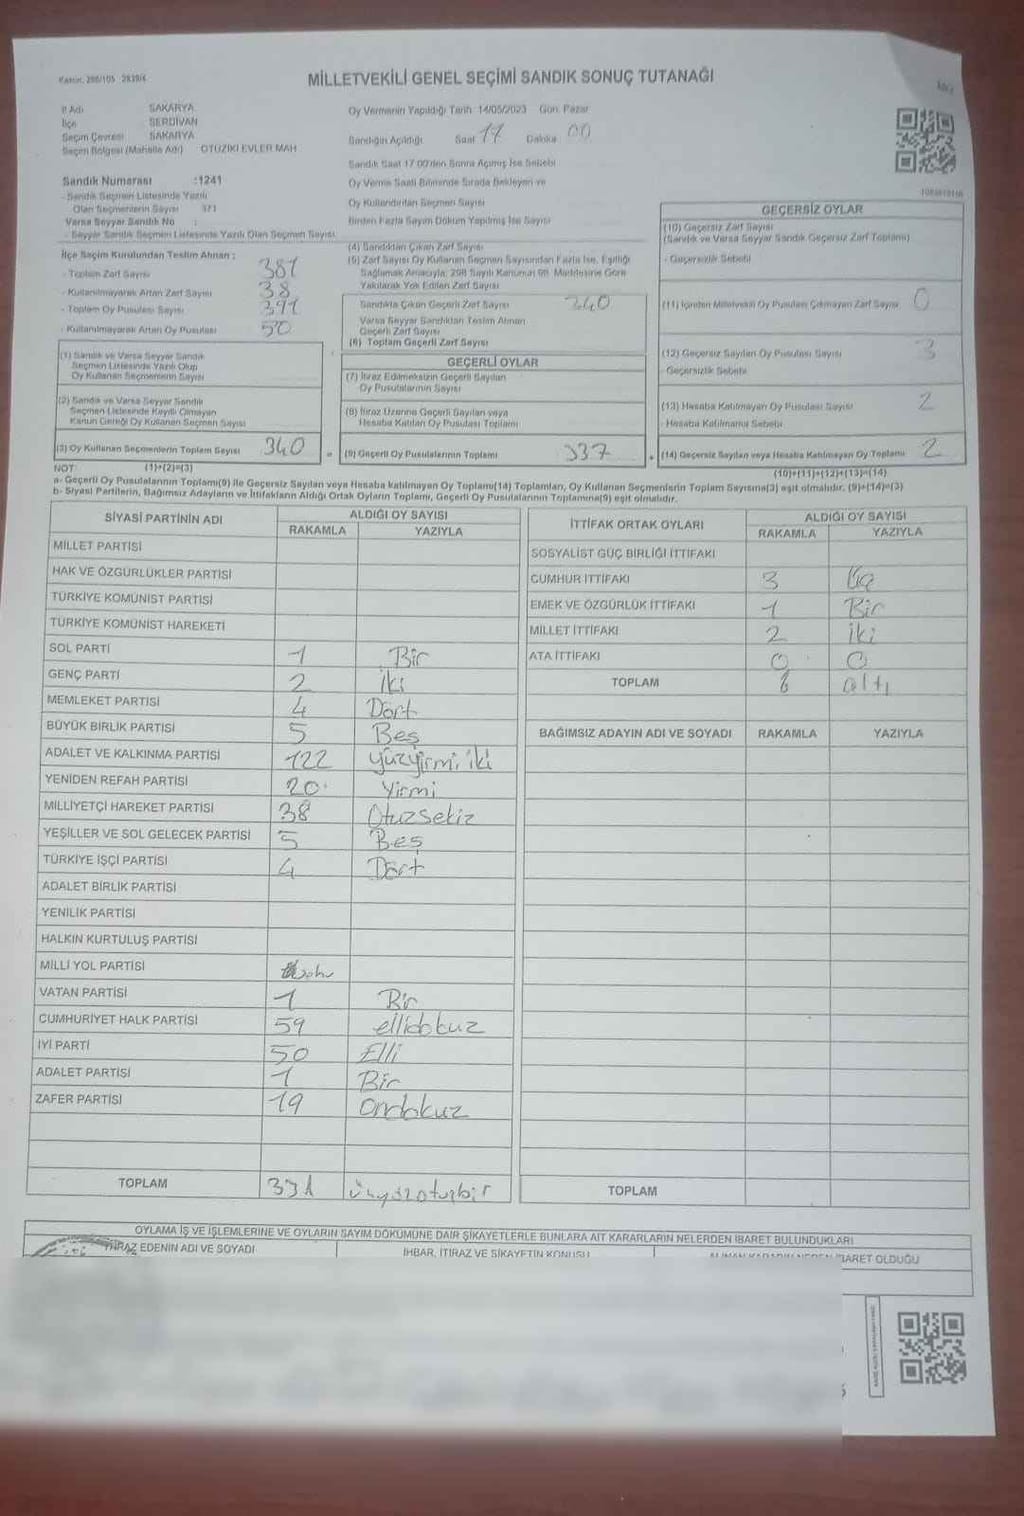 MİLLETVEKİLİ GENEL SEÇİMİ SANDIK SONUÇ TUTANAĞI
İl Adı SAKARYA
İlçe SERDİVAN
Seçim Çevresi SAKARYA
Seçim Bölgesi (Mahalle Adı) OTUZİKİ EVLER MAH.
Oy Vermenin Yapıldığı Tarih 14/05/2023 Gün Pazar
Sandığın Açıldığı Saat 17 Dakika 00
Sandık Saat 17:00'den Sonra Açılmış İse Sebebi
Oy Verme Saati Bitiminde Sırada Bekleyen ve
Oy Kullandırılan Seçmen Sayısı
Birden Fazla Sayım Döküm Yapılmış İse Sayısı
Sandık Numarası :1241
- Sandık Seçmen Listesinde Yazılı
Olan Seçmenlerin Sayısı 371
Varsa Seyyar Sandık No :
- Seyyar Sandık Seçmen Listesinde Yazılı Olan Seçmen Sayısı
İlçe Seçim Kurulundan Teslim Alınan :
- Toplam Zarf Sayısı 381
- Kullanılmayarak Artan Zarf Sayısı 38
- Toplam Oy Pusulası Sayısı 391
- Kullanılmayarak Artan Oy Pusulası 50
(1) Sandık ve Varsa Seyyar Sandık
Seçmen Listesinde Yazılı Olup
Oy Kullanan Seçmenlerin Sayısı
(2) Sandık ve Varsa Seyyar Sandık
Seçmen Listesinde Kayıtlı Olmayan
Kanun Gereği Oy Kullanan Seçmen Sayısı
(3) Oy Kullanan Seçmenlerin Toplam Sayısı 340
(4) Sandıktan Çıkan Zarf Sayısı
(5) Zarf Sayısı Oy Kullanan Seçmen Sayısından Fazla İse, Eşitliği
Sağlamak Amacıyla; 298 Sayılı Kanunun 98. Maddesine Göre
Yakılarak Yok Edilen Zarf Sayısı
Sandıkta Çıkan Geçerli Zarf Sayısı 340
Varsa Seyyar Sandıktan Teslim Alınan
Geçerli Zarf Sayısı
(6) Toplam Geçerli Zarf Sayısı
GEÇERLİ OYLAR
(7) İtiraz Edilmeksizin Geçerli Sayılan
Oy Pusulalarının Sayısı
(8) İtiraz Üzerine Geçerli Sayılan veya
Hesaba Katılan Oy Pusulası Toplamı
= (9) Geçerli Oy Pusulalarının Toplamı 337
GEÇERSİZ OYLAR
(10) Geçersiz Zarf Sayısı
(Sandık ve Varsa Seyyar Sandık Geçersiz Zarf Toplamı)
- Geçersizlik Sebebi
(11) İçinden Milletvekili Oy Pusulası Çıkmayan Zarf Sayısı 0
(12) Geçersiz Sayılan Oy Pusulası Sayısı 3
- Geçersizlik Sebebi
(13) Hesaba Katılmayan Oy Pusulası Sayısı 2
- Hesaba Katılmama Sebebi
+ (14) Geçersiz Sayılan veya Hesaba Katılmayan Oy Toplamı 2
NOT: (1)+(2)=(3) (10)+(11)+(12)+(13)=(14)
a- Geçerli Oy Pusulalarının Toplamı(9) ile Geçersiz Sayılan veya Hesaba katılmayan Oy Toplamı(14) Toplamları, Oy Kullanan Seçmenlerin Toplam Sayısına(3) eşit olmalıdır. (9)+(14)=(3)
b- Siyasi Partilerin, Bağımsız Adayların ve İttifakların Aldığı Ortak Oyların Toplamı, Geçerli Oy Pusulalarının Toplamına(9) eşit olmalıdır.
SİYASİ PARTİNİN ADI ALDIĞI OY SAYISI
RAKAMLA YAZIYLA
MİLLET PARTİSİ
HAK VE ÖZGÜRLÜKLER PARTİSİ
TÜRKİYE KOMÜNİST PARTİSİ
TÜRKİYE KOMÜNİST HAREKETİ
SOL PARTİ 1 Bir
GENÇ PARTİ 2 iki
MEMLEKET PARTİSİ 4 Dört
BÜYÜK BİRLİK PARTİSİ 5 Beş
ADALET VE KALKINMA PARTİSİ 122 yüzyirmi iki
YENİDEN REFAH PARTİSİ 20 Yirmi
MİLLİYETÇİ HAREKET PARTİSİ 38 Otuzsekiz
YEŞİLLER VE SOL GELECEK PARTİSİ 5 Beş
TÜRKİYE İŞÇİ PARTİSİ 4 Dört
ADALET BİRLİK PARTİSİ
YENİLİK PARTİSİ
HALKIN KURTULUŞ PARTİSİ
MİLLİ YOL PARTİSİ
VATAN PARTİSİ 1 Bir
CUMHURİYET HALK PARTİSİ 59 ellidokuz
İYİ PARTİ 50 Elli
ADALET PARTİSİ 1 Bir
ZAFER PARTİSİ 19 ondokuz
TOPLAM 331 üçyüzoturbir
İTTİFAK ORTAK OYLARI ALDIĞI OY SAYISI
RAKAMLA YAZIYLA
SOSYALİST GÜÇ BİRLİĞİ İTTİFAKI
CUMHUR İTTİFAKI 3 Üç
EMEK VE ÖZGÜRLÜK İTTİFAKI 1 Bir
MİLLET İTTİFAKI 2 iki
ATA İTTİFAKI 0 0
TOPLAM 6 altı
BAĞIMSIZ ADAYIN ADI VE SOYADI RAKAMLA YAZIYLA
TOPLAM
OYLAMA İŞ VE İŞLEMLERİNE VE OYLARIN SAYIM DÖKÜMÜNE DAİR ŞİKAYETLERLE BUNLARA AİT KARARLARIN NELERDEN İBARET BULUNDUKLARI
İTİRAZ EDENİN ADI VE SOYADI İHBAR, İTİRAZ VE ŞİKAYETİN KONUSU ALINAN KARARIN NEDEN İBARET OLDUĞU